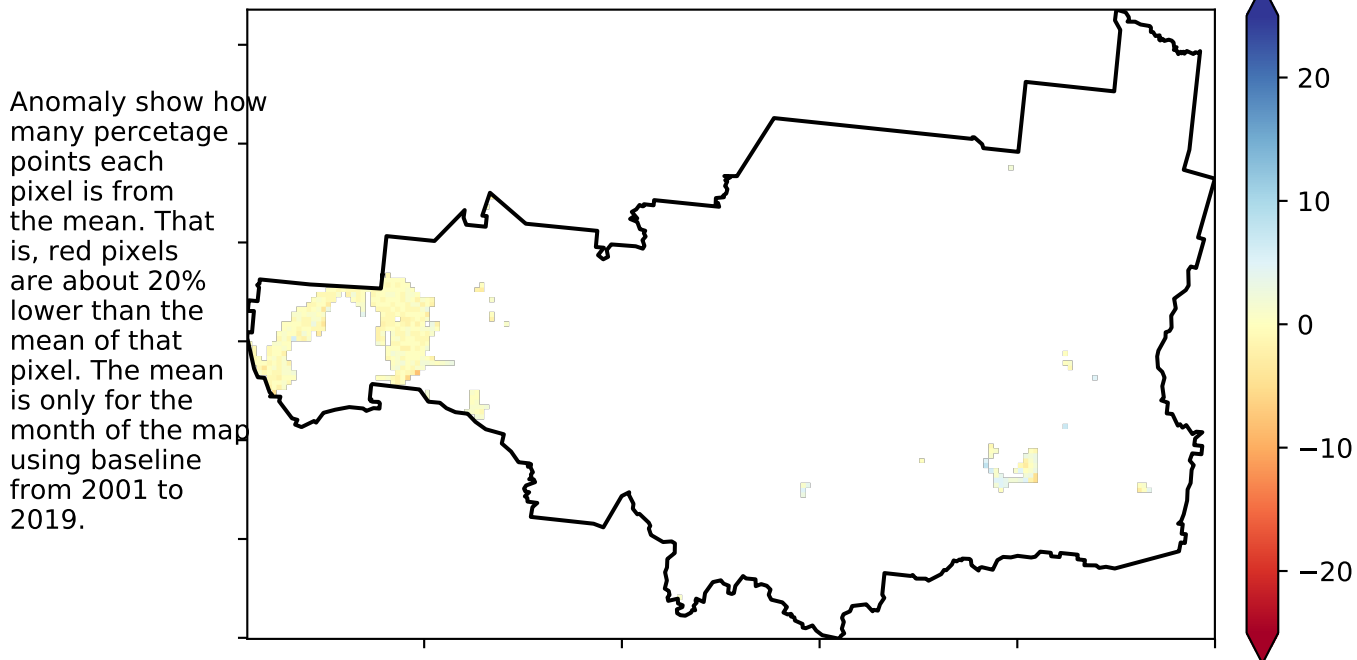 Anomaly show how
many percetage
points each
pixel is from
the mean. That
is, red pixels
are about 20%
lower than the
mean of that
pixel. The mean
is only for the
month of the map
using baseline
from 2001 to
2019.
20
10
0
−10
−20